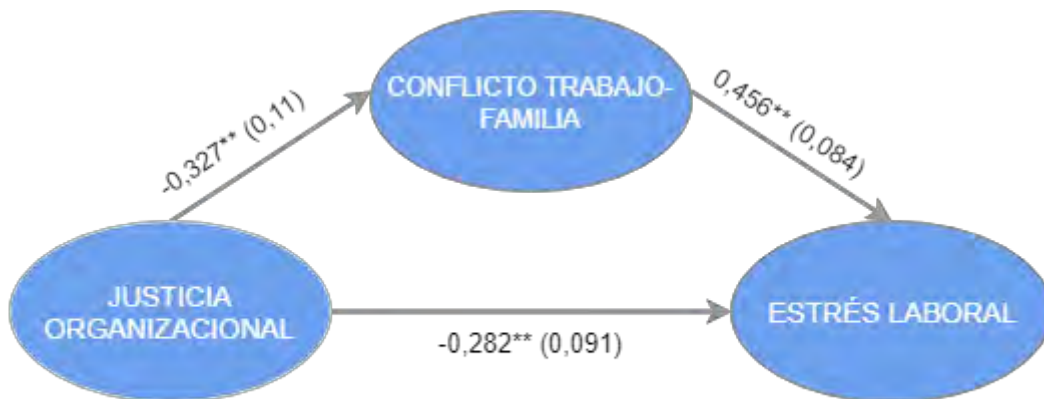 CONFLICTO TRABAJO-
FAMILIA
-0,327** (0,11)
0,456** (0,084)
JUSTICIA
ORGANIZACIONAL
ESTRÉS LABORAL
-0,282** (0,091)